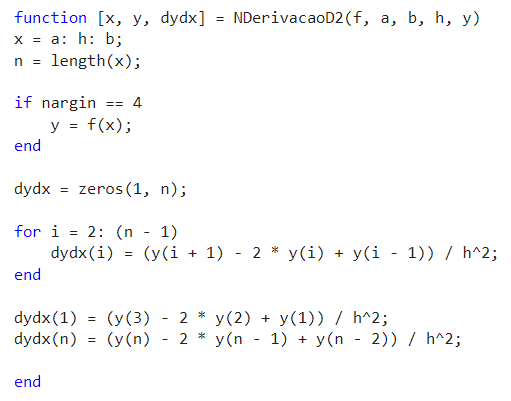 function [x, y, dydx] = NDerivacaoD2(f, a, b, h, y)
x = a: h: b;
n = length(x);

if nargin == 4
    y = f(x);
end

dydx = zeros(1, n);

for i = 2: (n - 1)
    dydx(i) = (y(i + 1) - 2 * y(i) + y(i - 1)) / h^2;
end

dydx(1) = (y(3) - 2 * y(2) + y(1)) / h^2;
dydx(n) = (y(n) - 2 * y(n - 1) + y(n - 2)) / h^2;

end